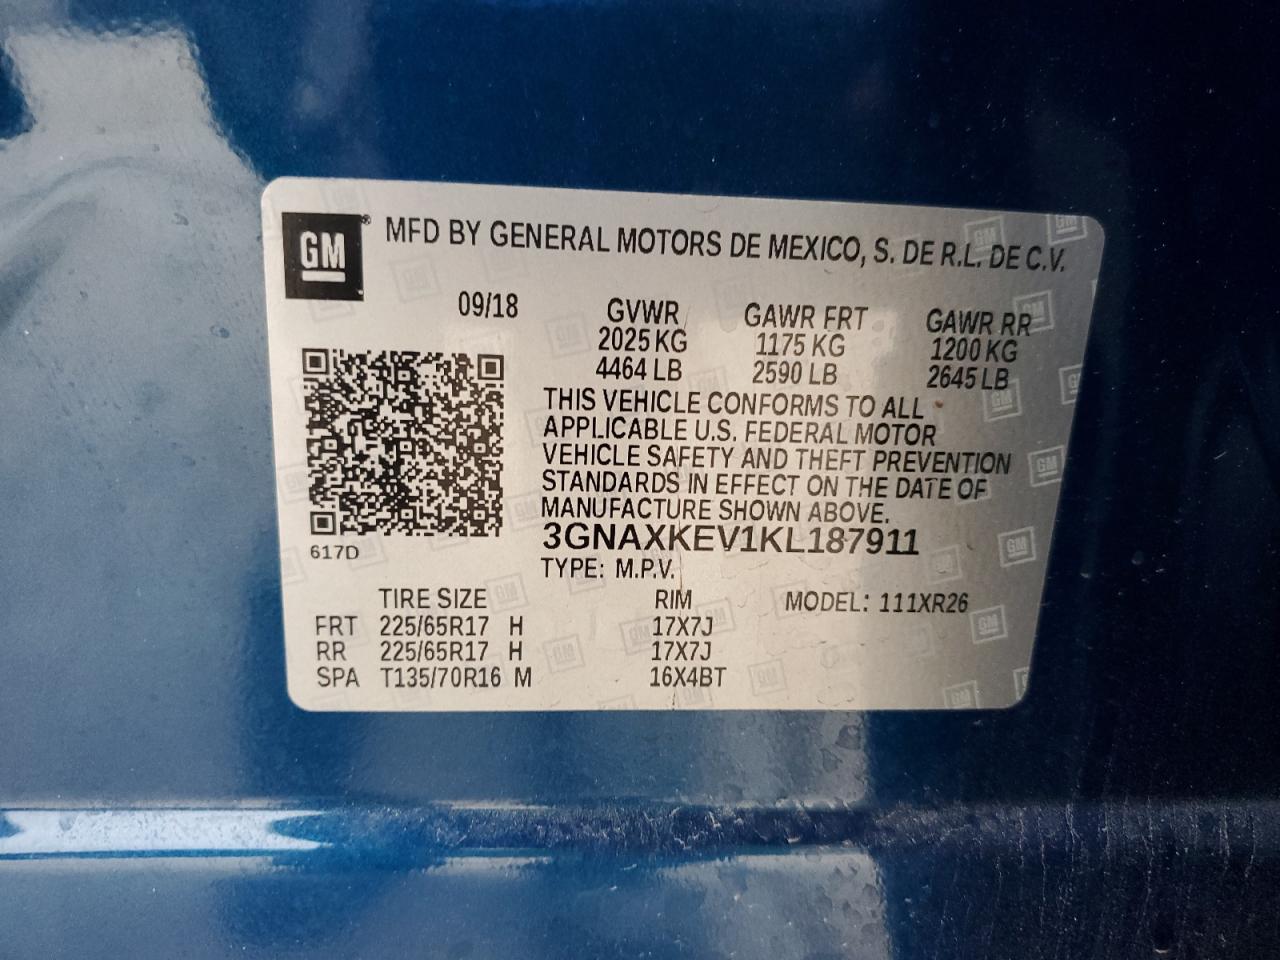 GM® MFD BY GENERAL MOTORS DE MEXICO, S. DE R.L. DE C.V.
09/18 GVWR GAWR FRT GAWR RR
2025 KG 1175 KG 1200 KG
4464 LB 2590 LB 2645 LB
THIS VEHICLE CONFORMS TO ALL
APPLICABLE U.S. FEDERAL MOTOR
VEHICLE SAFETY AND THEFT PREVENTION
STANDARDS IN EFFECT ON THE DATE OF
MANUFACTURE SHOWN ABOVE.
3GNAXKEV1KL187911
617D
TYPE: M.P.V.
TIRE SIZE RIM MODEL: 111XR26
FRT 225/65R17 H 17X7J
RR 225/65R17 H 17X7J
SPA T135/70R16 M 16X4BT